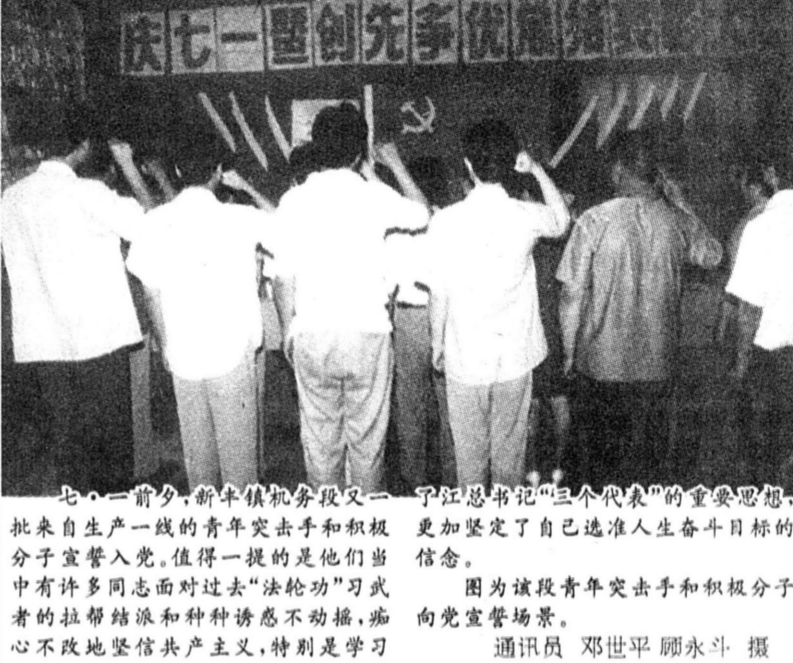 庆七一暨创先争优总结表
七·一前夕,新丰镇机务段又一
批来自生产一线的青年突击手和积极
分子宣誓入党。值得一提的是他们当
中有许多同志面对过去“法轮功”习武
者的拉帮结派和种种诱惑不动摇,痴
心不改地坚信共产主义,特别是学习
了江总书记“三个代表”的重要思想,
更加坚定了自己选准人生奋斗目标的
信念。
图为该段青年突击手和积极分子
向党宣誓场景。
通讯员 邓世平 顾永斗 摄